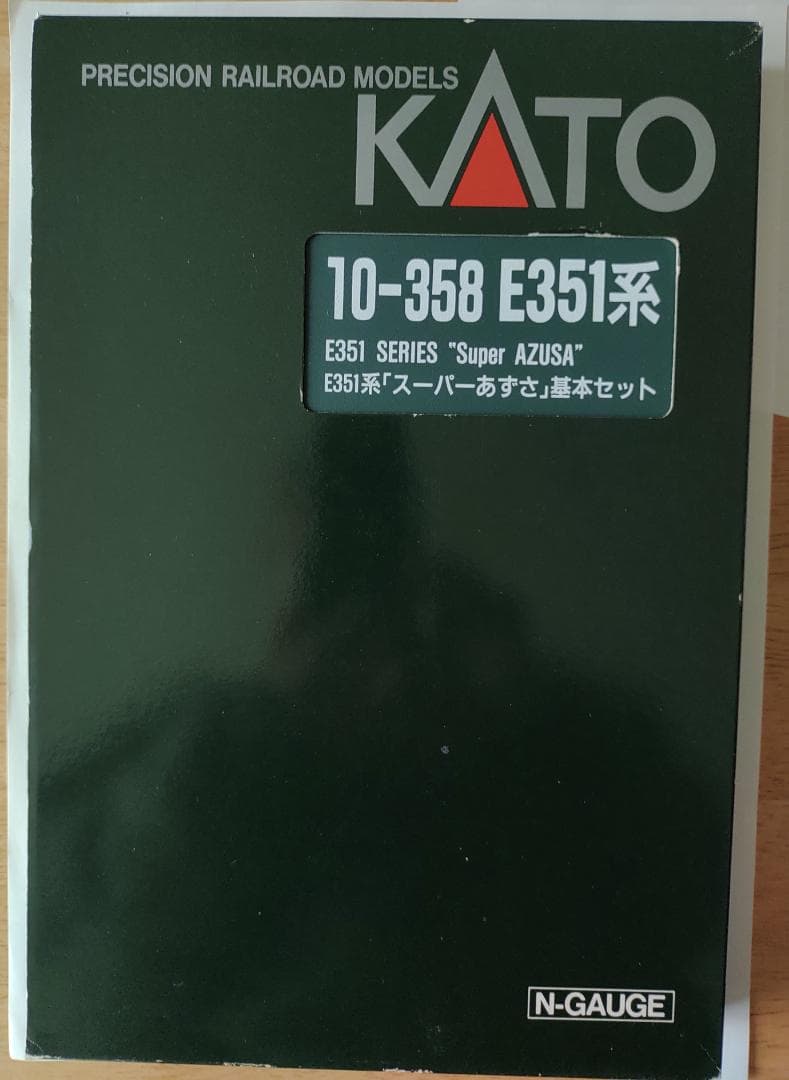 PRECISION RAILROAD MODELS
KATO
10-358 E351系
E351 SERIES "Super AZUSA"
E351系「スーパーあずさ」基本セット
N-GAUGE